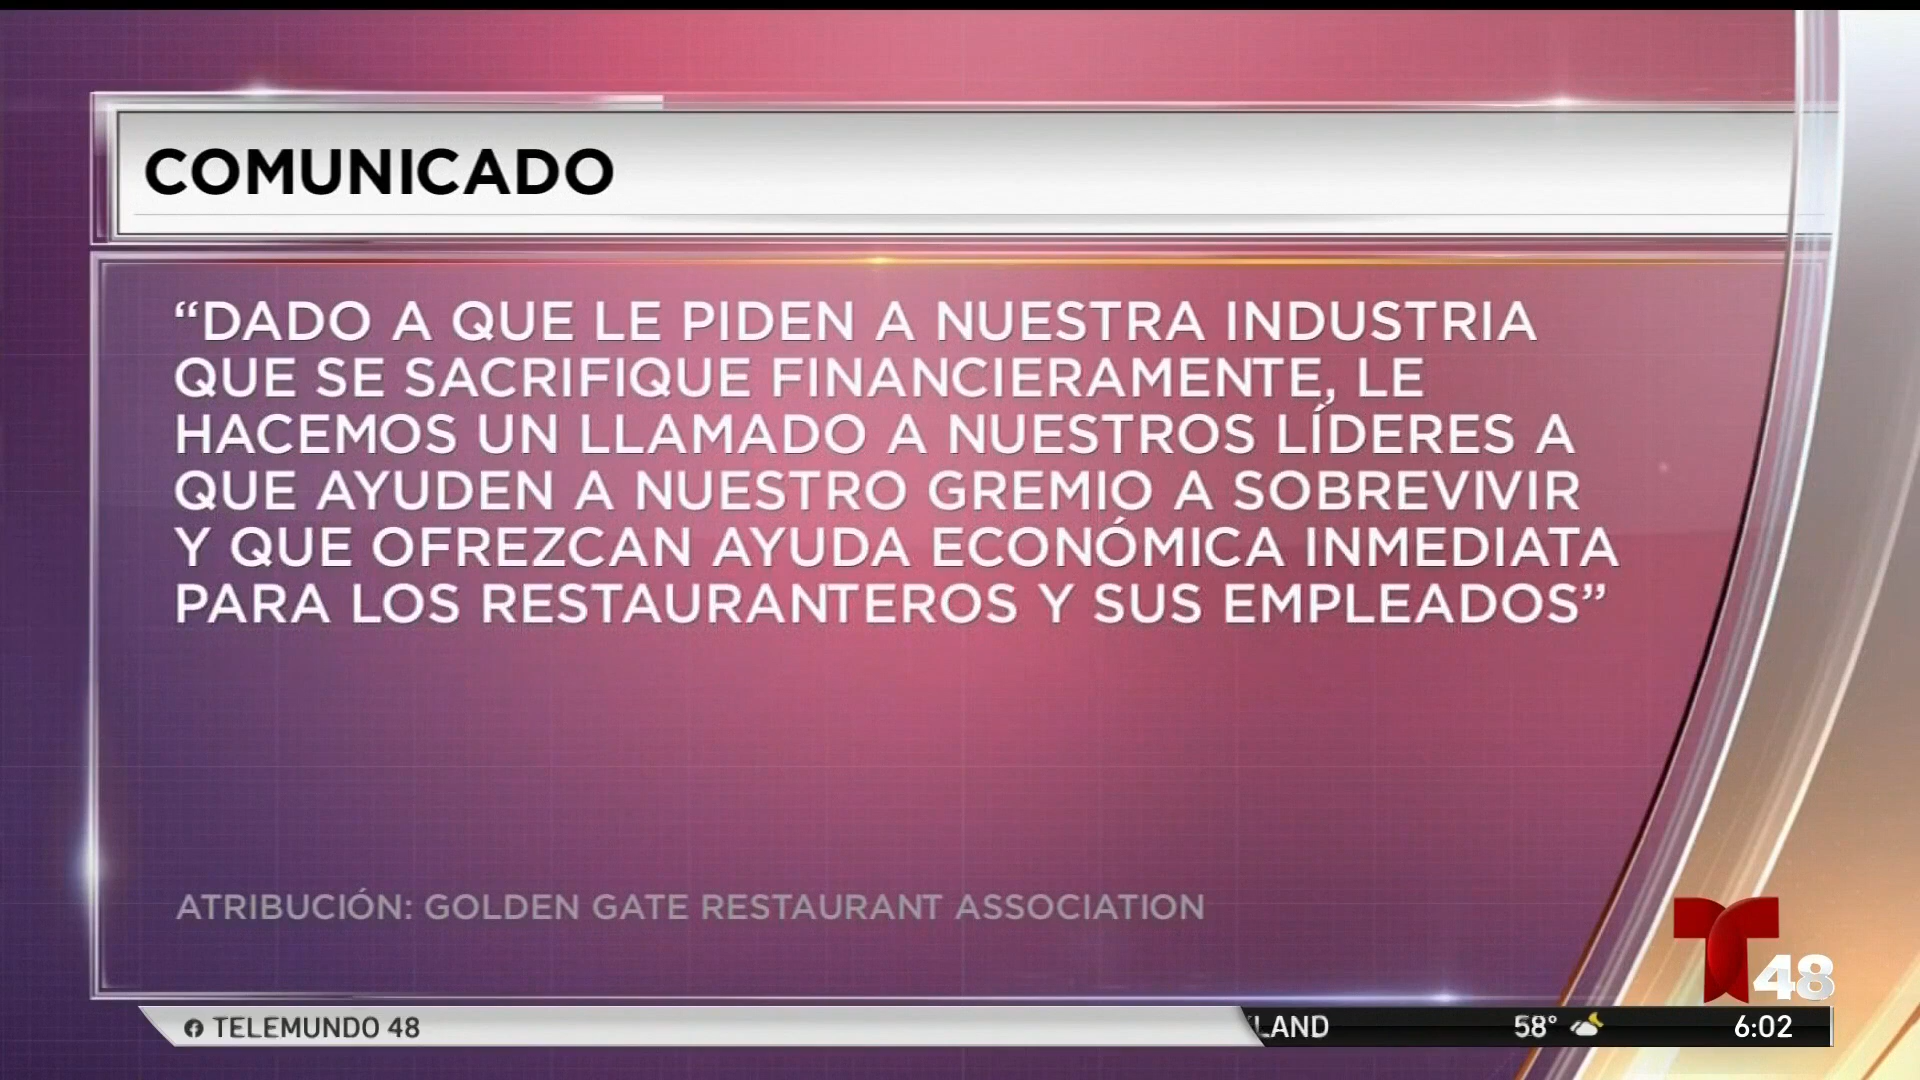 COMUNICADO
“DADO A QUE LE PIDEN A NUESTRA INDUSTRIA
QUE SE SACRIFIQUE FINANCIERAMENTE, LE
HACEMOS UN LLAMADO A NUESTROS LÍDERES A
QUE AYUDEN A NUESTRO GREMIO A SOBREVIVIR
Y QUE OFREZCAN AYUDA ECONÓMICA INMEDIATA
PARA LOS RESTAURANTEROS Y SUS EMPLEADOS”
ATRIBUCIÓN: GOLDEN GATE RESTAURANT ASSOCIATION
48
TELEMUNDO 48 LAND 58° 6:02